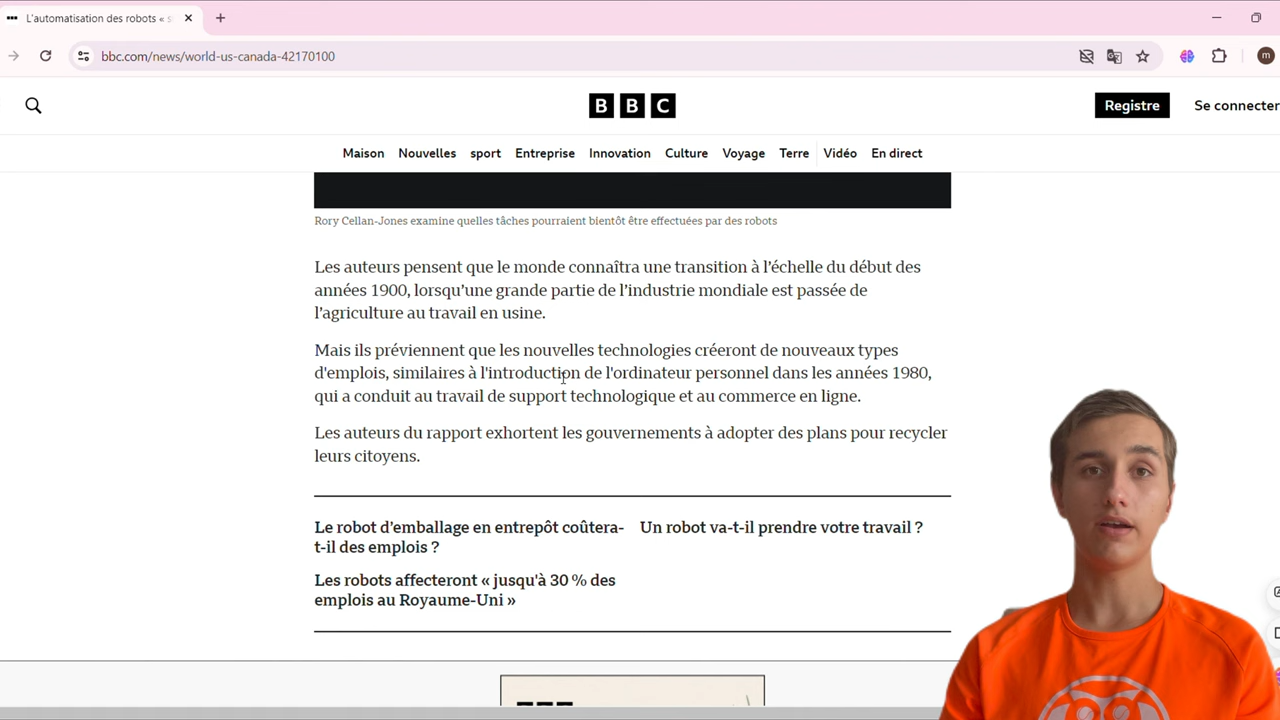 L'automatisation des robots « s
bbc.com/news/world-us-canada-42170100
m
BBC
Registre
Se connecter
Maison Nouvelles sport Entreprise Innovation Culture Voyage Terre Vidéo En direct
Rory Cellan-Jones examine quelles tâches pourraient bientôt être effectuées par des robots
Les auteurs pensent que le monde connaîtra une transition à l'échelle du début des
années 1900, lorsqu'une grande partie de l'industrie mondiale est passée de
l'agriculture au travail en usine.
Mais ils préviennent que les nouvelles technologies créeront de nouveaux types
d'emplois, similaires à l'introduction de l'ordinateur personnel dans les années 1980,
qui a conduit au travail de support technologique et au commerce en ligne.
Les auteurs du rapport exhortent les gouvernements à adopter des plans pour recycler
leurs citoyens.
Le robot d'emballage en entrepôt coûtera-
t-il des emplois ?
Un robot va-t-il prendre votre travail ?
Les robots affecteront « jusqu'à 30 % des
emplois au Royaume-Uni »